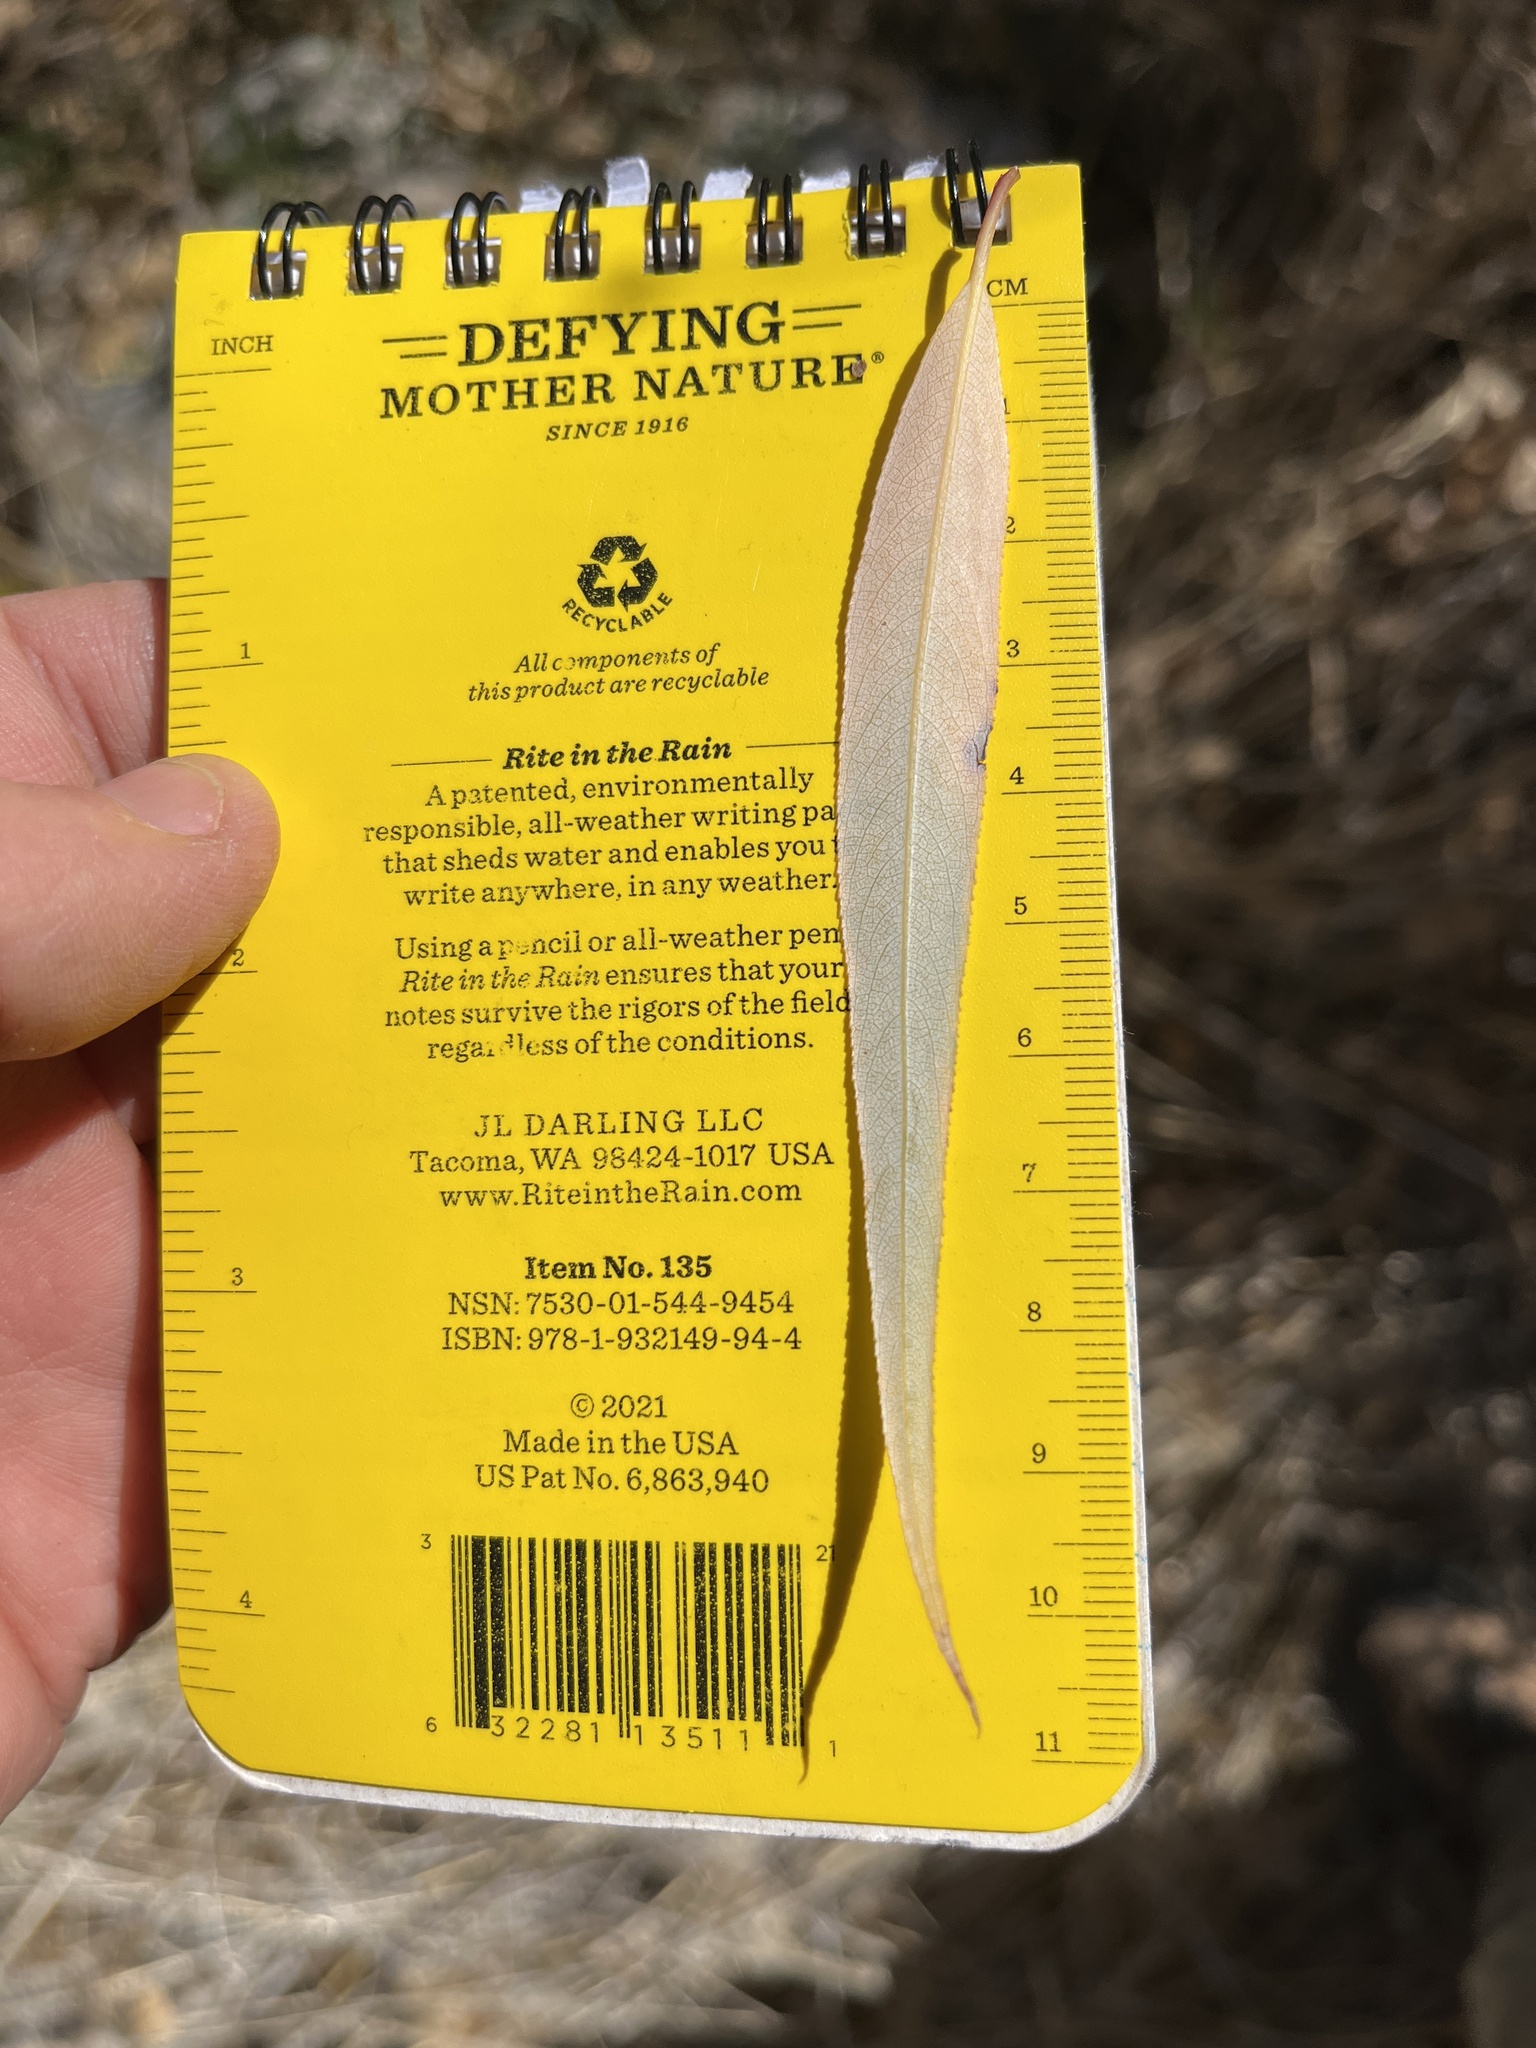 INCH
CM
DEFYING
MOTHER NATURE®
SINCE 1916
RECYCLABLE
All components of
this product are recyclable
Rite in the Rain
A patented, environmentally
responsible, all-weather writing pa
that sheds water and enables you t
write anywhere, in any weather.
Using a pencil or all-weather pen
Rite in the Rain ensures that your
notes survive the rigors of the field
regardless of the conditions.
JL DARLING LLC
Tacoma, WA 98424-1017 USA
www.RiteintheRain.com
Item No. 135
NSN: 7530-01-544-9454
ISBN: 978-1-932149-94-4
© 2021
Made in the USA
US Pat No. 6,863,940
3
21
6 32281 13511 1
1
2
3
4
1
2
3
4
5
6
7
8
9
10
11